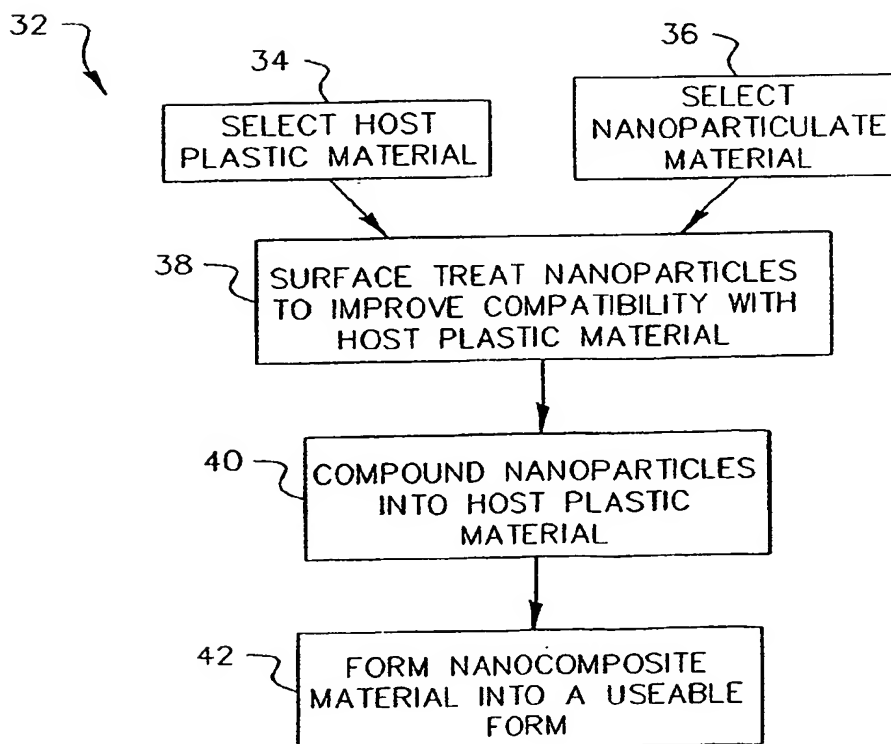 32
34
36
SELECT HOST
PLASTIC MATERIAL
SELECT
NANOPARTICULATE
MATERIAL
38
SURFACE TREAT NANOPARTICLES
TO IMPROVE COMPATIBILITY WITH
HOST PLASTIC MATERIAL
40
COMPOUND NANOPARTICLES
INTO HOST PLASTIC
MATERIAL
42
FORM NANOCOMPOSITE
MATERIAL INTO A USEABLE
FORM